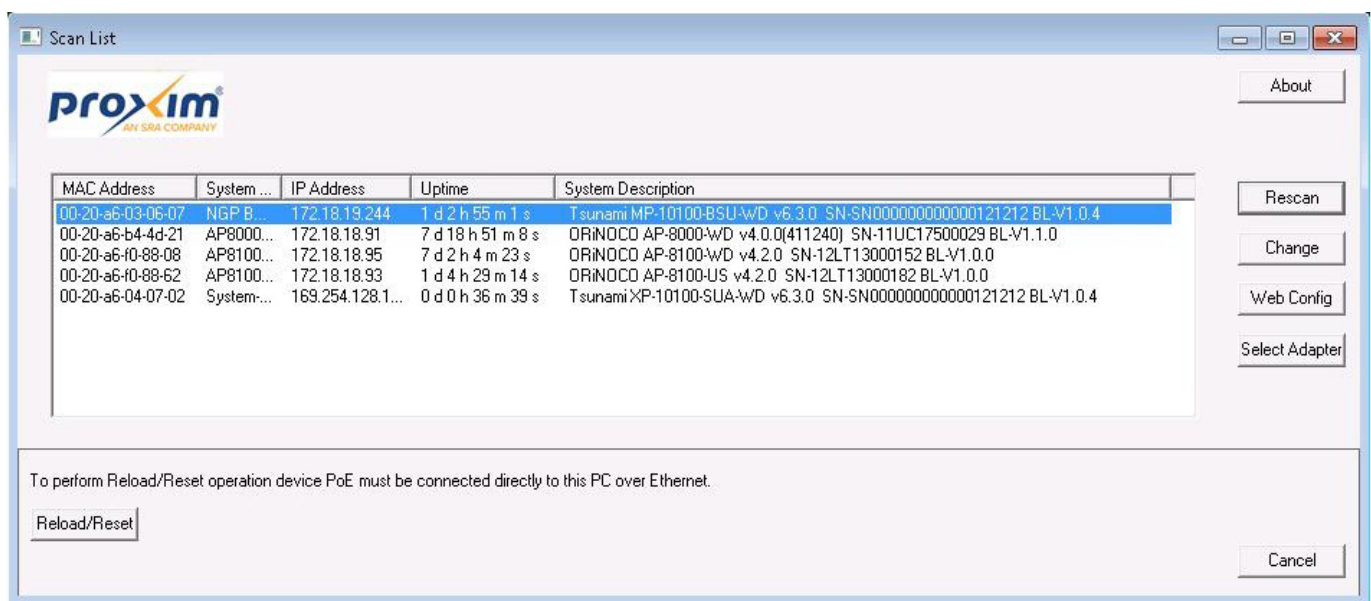 Scan List
proxim
AN SRA COMPANY
About
MAC Address System ... IP Address Uptime System Description
00-20-a6-03-06-07 NGP B... 172.18.19.244 1 d 2 h 55 m 1 s Tsunami MP-10100-BSU-WD v6.3.0 SN-SN000000000000121212 BL-V1.0.4
00-20-a6-b4-4d-21 AP8000... 172.18.18.91 7 d 18 h 51 m 8 s ORiNOCO AP-8000-WD v4.0.0(411240) SN-11UC17500029 BL-V1.1.0
00-20-a6-f0-88-08 AP8100... 172.18.18.95 7 d 2 h 4 m 23 s ORiNOCO AP-8100-WD v4.2.0 SN-12LT13000152 BL-V1.0.0
00-20-a6-f0-88-62 AP8100... 172.18.18.93 1 d 4 h 29 m 14 s ORiNOCO AP-8100-US v4.2.0 SN-12LT13000182 BL-V1.0.0
00-20-a6-04-07-02 System-... 169.254.128.1... 0 d 0 h 36 m 39 s Tsunami XP-10100-SUA-WD v6.3.0 SN-SN000000000000121212 BL-V1.0.4
Rescan
Change
Web Config
Select Adapter
To perform Reload/Reset operation device PoE must be connected directly to this PC over Ethernet.
Reload/Reset
Cancel